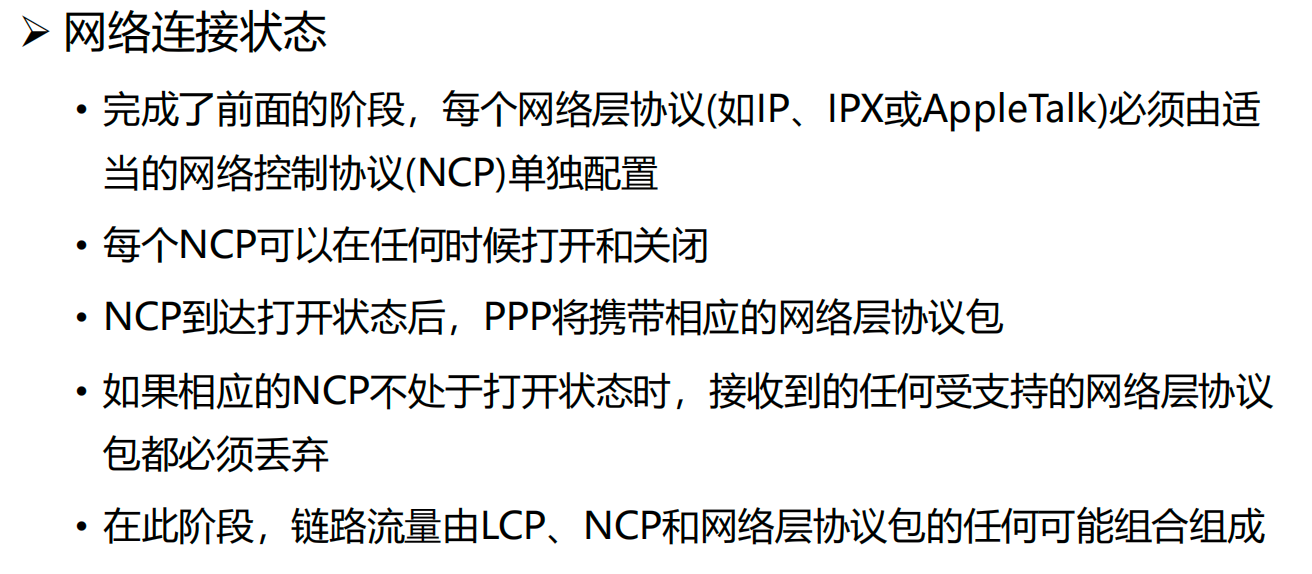 ➢ 网络连接状态
• 完成了前面的阶段，每个网络层协议(如IP、IPX或AppleTalk)必须由适
当的网络控制协议(NCP)单独配置
• 每个NCP可以在任何时候打开和关闭
• NCP到达打开状态后，PPP将携带相应的网络层协议包
• 如果相应的NCP不处于打开状态时，接收到的任何受支持的网络层协议
包都必须丢弃
• 在此阶段，链路流量由LCP、NCP和网络层协议包的任何可能组合组成